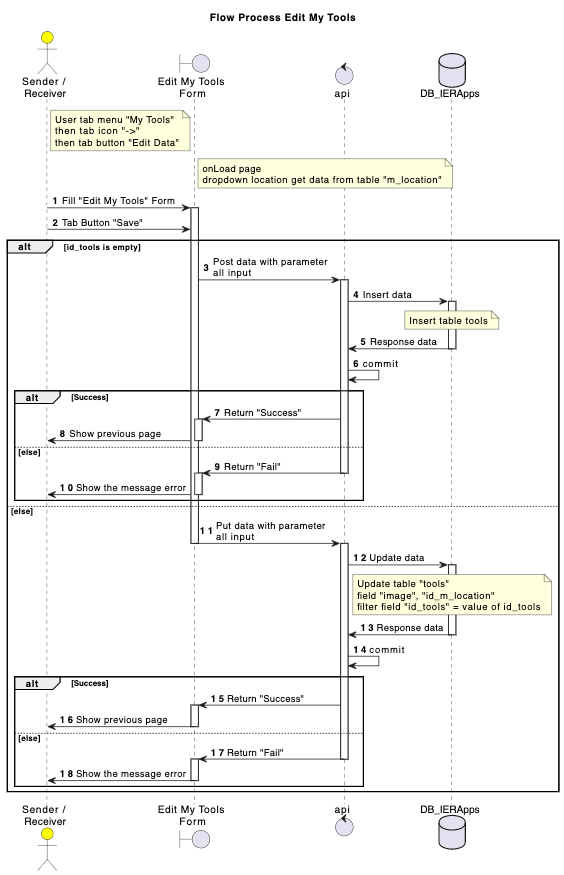 Flow Process Edit My Tools
Sender /
Receiver
Edit My Tools
Form
api
DB_IERApps
User tab menu "My Tools"
then tab icon "->"
then tab button "Edit Data"
onLoad page
dropdown location get data from table "m_location"
1 Fill "Edit My Tools" Form
2 Tab Button "Save"
alt [id_tools is empty]
3 Post data with parameter
all input
4 Insert data
Insert table tools
5 Response data
6 commit
alt [Success]
7 Return "Success"
8 Show previous page
[else]
9 Return "Fail"
10 Show the message error
[else]
11 Put data with parameter
all input
12 Update data
Update table "tools"
field "image", "id_m_location"
filter field "id_tools" = value of id_tools
13 Response data
14 commit
alt [Success]
15 Return "Success"
16 Show previous page
[else]
17 Return "Fail"
18 Show the message error
Sender /
Receiver
Edit My Tools
Form
api
DB_IERApps